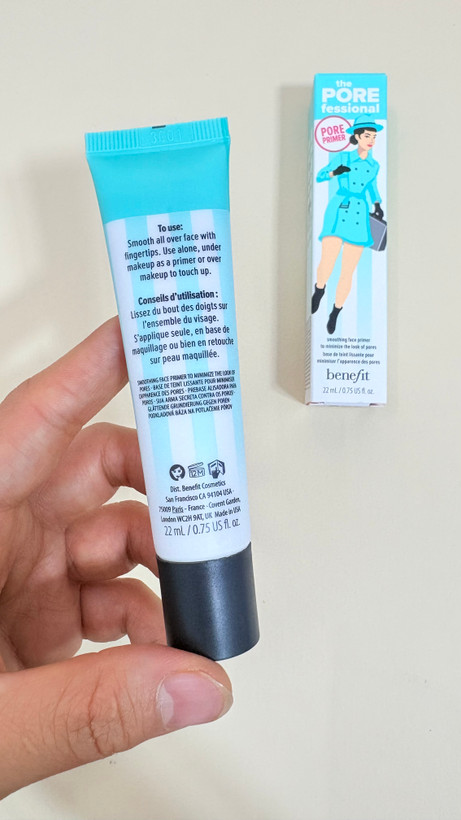 To use:
Smooth all over face with
fingertips. Use alone, under
makeup as a primer or over
makeup to touch up.
Conseils d'utilisation :
Lissez du bout des doigts sur
l'ensemble du visage.
S'applique seule, en base de
maquillage ou bien en retouche
sur peau maquillée.
SMOOTHING FACE PRIMER TO MINIMIZE THE LOOK OF
PORES · BASE DE TEINT LISSANTE POUR MINIMISER
L'APPARENCE DES PORES · PREBASE ALISADORA PARA
POROS · SUA ARMA SECRETA CONTRA OS POROS ·
GLÄTTENDE GRUNDIERUNG GEGEN POREN
PODKLADOVÁ BÁZA NA POTLAČENIE PÓROV
12M
Dist. Benefit Cosmetics
San Francisco CA 94104 USA ·
75009 Paris - France · Covent Garden,
London WC2H 9AT, UK Made in USA
22 mL / 0.75 US fl. oz.
the
PORE
fessional
PORE
PRIMER
smoothing face primer
to minimize the look of pores
base de teint lissante pour
minimiser l'apparence des pores
benefit
22 mL / 0.75 US fl. oz.